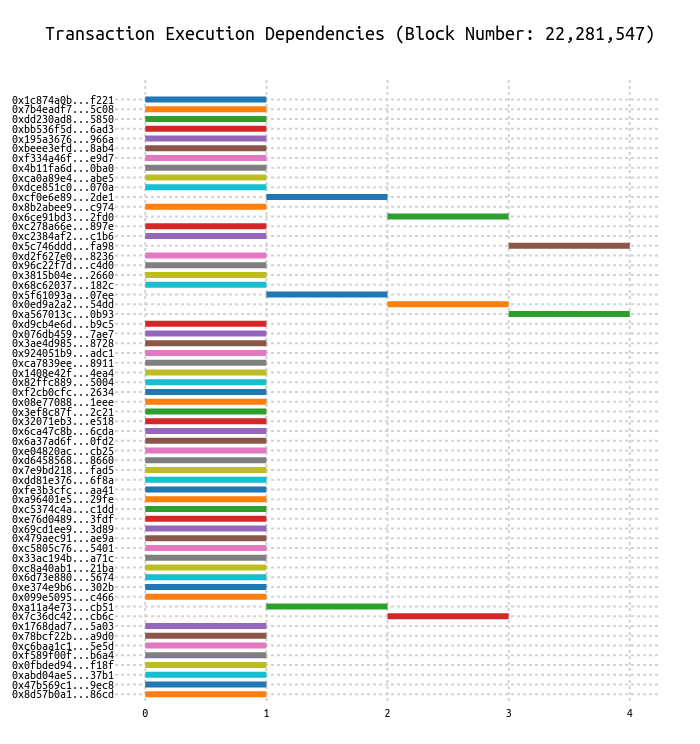 Transaction Execution Dependencies (Block Number: 22,281,547)
0x1c874a0b...f221
0x7b4eadf7...5c08
0xdd230ad8...5850
0xbb536f5d...6ad3
0x195a3676...966a
0xbeee3efd...8ab4
0xf334a46f...e9d7
0x4b11fa6d...0ba0
0xca0a89e4...abe5
0xdce851c0...070a
0xcf0e6e89...2de1
0x8b2abee9...c974
0x6ce91bd3...2fd0
0xc278a66e...897e
0xc2384af2...c1b6
0x5c746ddd...fa98
0xd2f627e0...8236
0x96c22f7d...c4d0
0x3815b04e...2660
0x68c62037...182c
0x5f61093a...07ee
0x0ed9a2a2...54dd
0xa567013c...0b93
0xd9cb4e6d...b9c5
0x076db459...7ae7
0x3ae4d985...8728
0x924051b9...adc1
0xca7839ee...8911
0x1408e42f...4ea4
0x82ffc889...5004
0xf2cb0cfc...2634
0x08e77088...1eee
0x3ef8c87f...2c21
0x32071eb3...e518
0x6ca47c8b...6cda
0x6a37ad6f...0fd2
0xe04820ac...cb25
0xd6458568...8660
0x7e9bd218...fad5
0xdd81e376...6f8a
0xfe3b3cfc...aa41
0xa96401e5...29fe
0xc5374c4a...c1dd
0xe76d0489...3fdf
0x69cd1ee9...3d89
0x479aec91...ae9a
0xc5805c76...5401
0x33ac194b...a71c
0xc8a40ab1...21ba
0x6d73e880...5674
0xe374e9b6...302b
0x099e5095...c466
0xa11a4e73...cb51
0x7c36dc42...cb6c
0x1768dad7...5a03
0x78bcf22b...a9d0
0xc6baa1c1...5e5d
0xf589f00f...b6a4
0x0fbded94...f18f
0xabd04ae5...37b1
0x47b569c1...9ec8
0x8d57b0a1...86cd
0 1 2 3 4